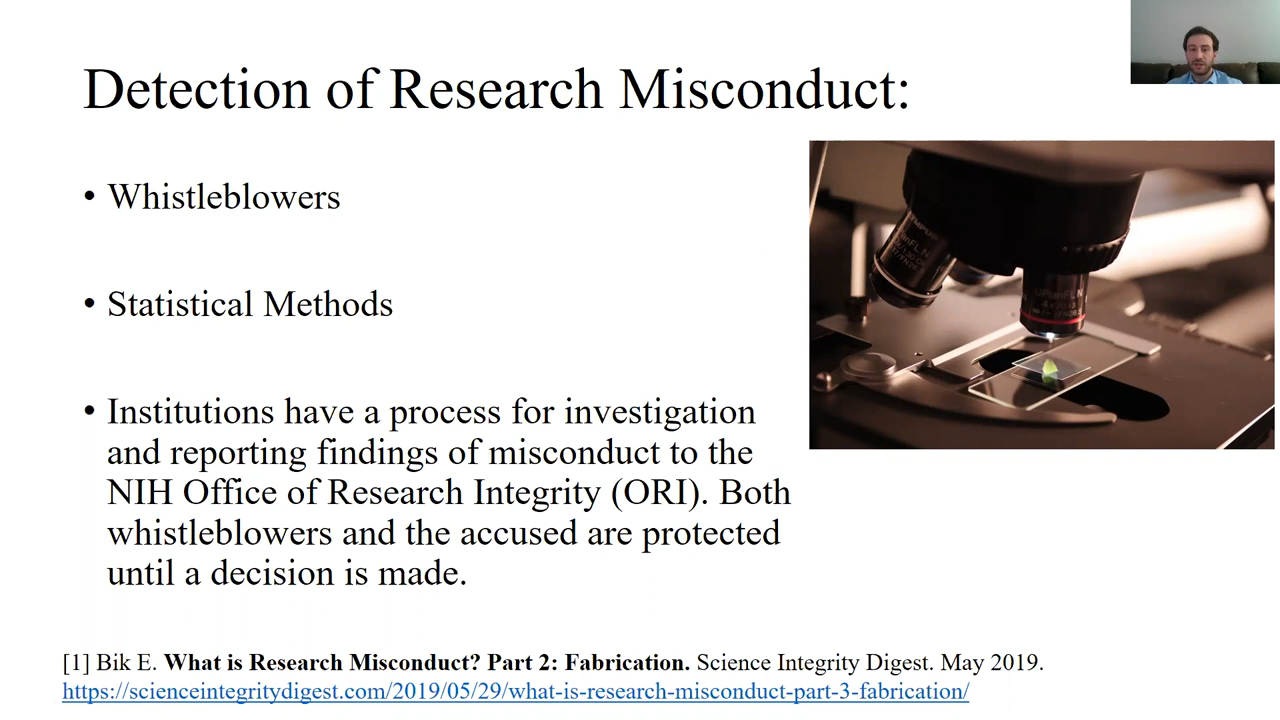 Detection of Research Misconduct:
• Whistleblowers
• Statistical Methods
• Institutions have a process for investigation
and reporting findings of misconduct to the
NIH Office of Research Integrity (ORI). Both
whistleblowers and the accused are protected
until a decision is made.
UPlanFL N
[1] Bik E. What is Research Misconduct? Part 2: Fabrication. Science Integrity Digest. May 2019.
https://scienceintegritydigest.com/2019/05/29/what-is-research-misconduct-part-3-fabrication/